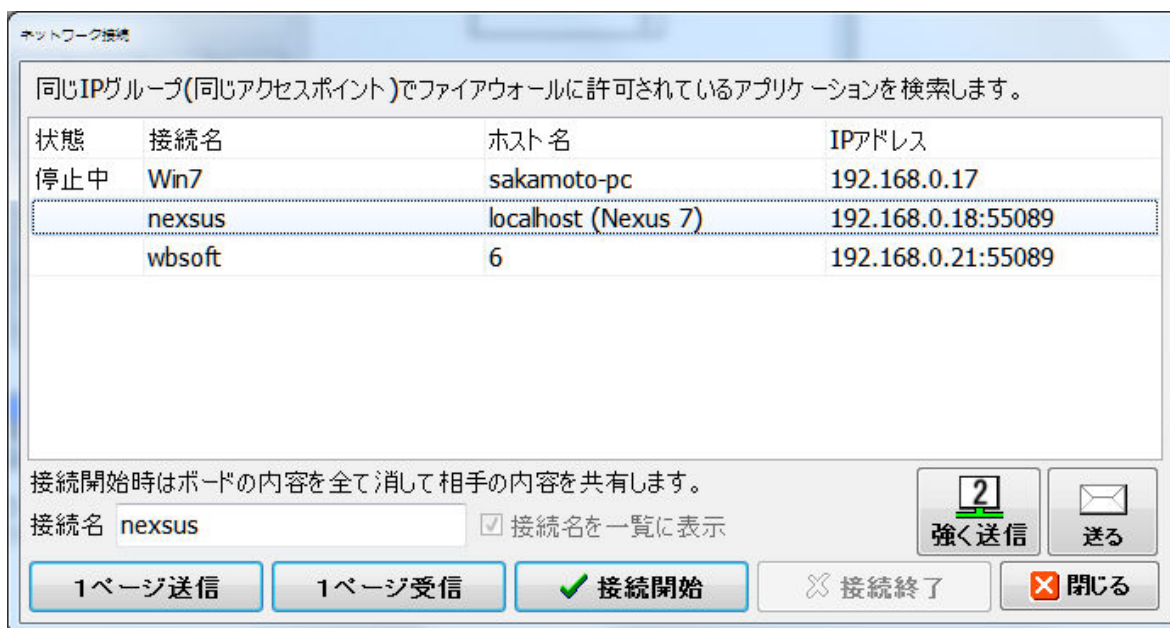 ネットワーク接続
同じIPグループ(同じアクセスポイント)でファイアウォールに許可されているアプリケーションを検索します。
状態 接続名 ホスト名 IPアドレス
停止中 Win7 sakamoto-pc 192.168.0.17
nexsus localhost (Nexus 7) 192.168.0.18:55089
wbsoft 6 192.168.0.21:55089
接続開始時はボードの内容を全て消して相手の内容を共有します。
接続名 nexsus 接続名を一覧に表示
2
強く送信 送る
1ページ送信 1ページ受信 接続開始 接続終了 閉じる